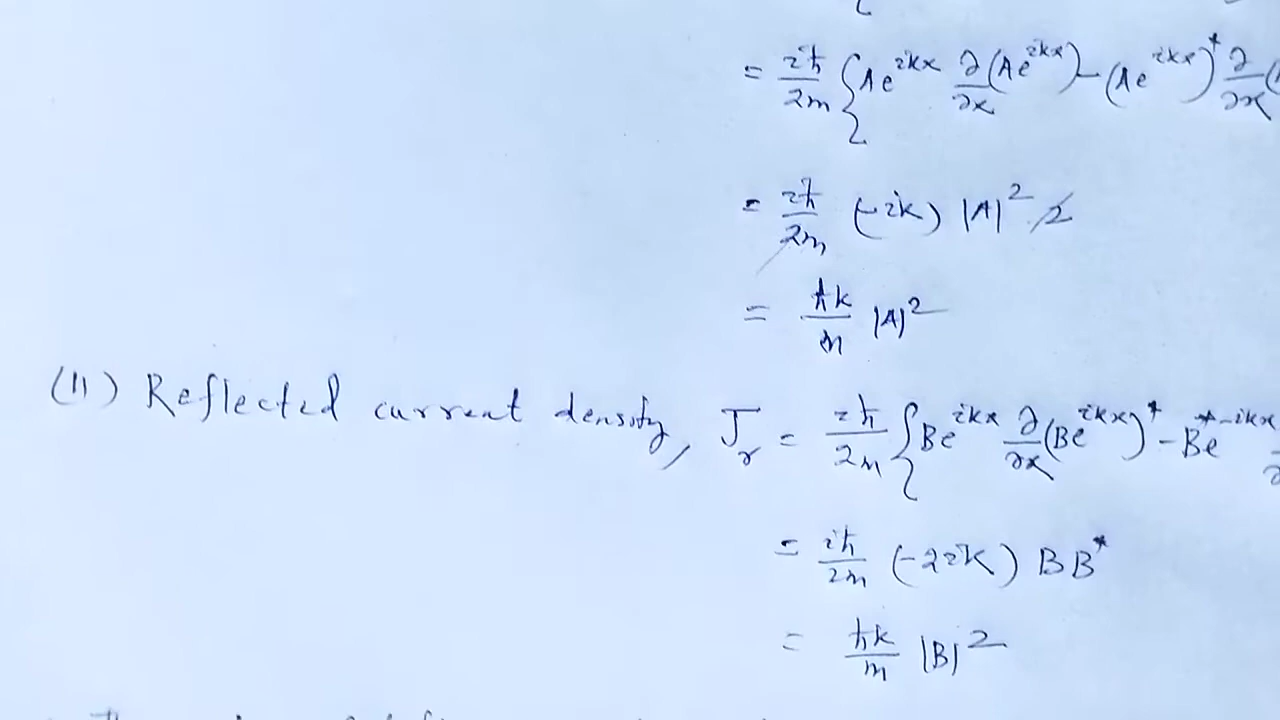 = iħ/2m {Ae^{ikx} ∂/∂x (Ae^{ikx}) - (Ae^{ikx})^* ∂/∂x (
= iħ/2m (-ik) |A|^2 2
= ħk/m |A|^2
(II) Reflected current density, J_r = iħ/2m {Be^{ikx} ∂/∂x (Be^{ikx})^* - B^*e^{-ikx}
= iħ/2m (-2ik) BB^*
= ħk/m |B|^2